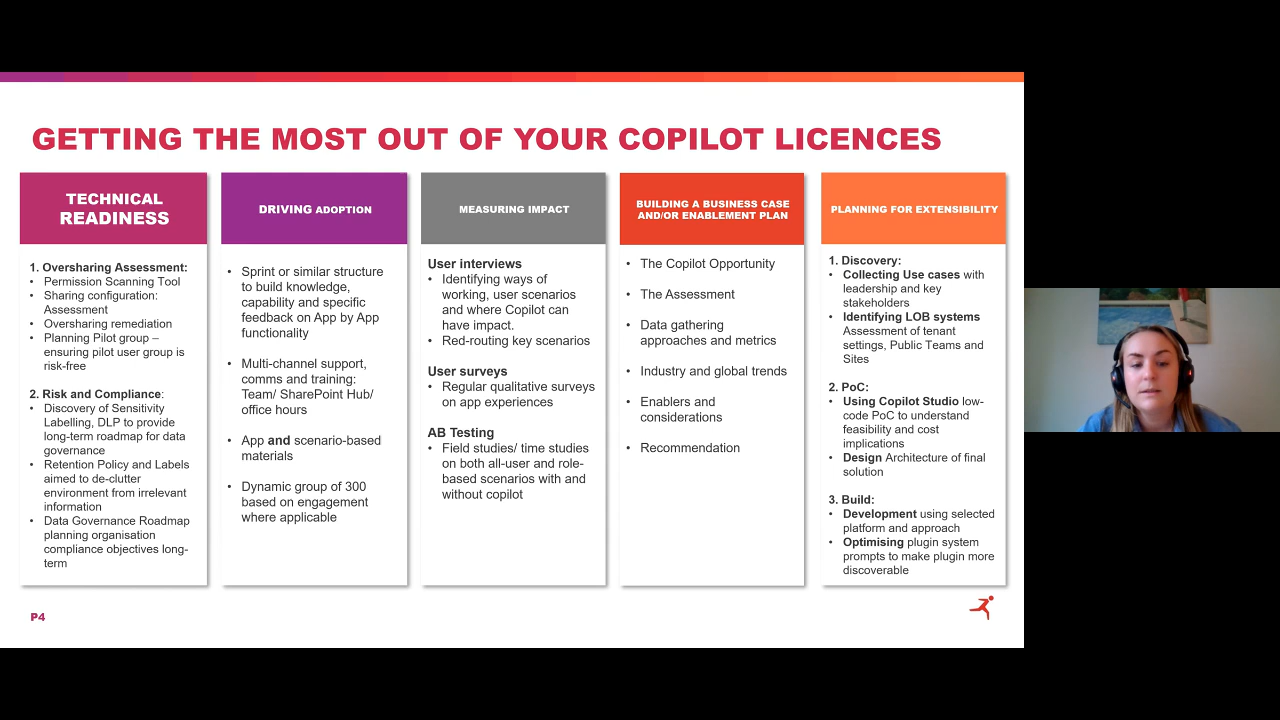 GETTING THE MOST OUT OF YOUR COPILOT LICENCES
TECHNICAL
READINESS
1. Oversharing Assessment:
• Permission Scanning Tool
• Sharing configuration:
Assessment
• Oversharing remediation
• Planning Pilot group –
ensuring pilot user group is
risk-free
2. Risk and Compliance:
• Discovery of Sensitivity
Labelling, DLP to provide
long-term roadmap for data
governance
• Retention Policy and Labels
aimed to de-clutter
environment from irrelevant
information
• Data Governance Roadmap
planning organisation
compliance objectives long-
term
DRIVING ADOPTION
• Sprint or similar structure
to build knowledge,
capability and specific
feedback on App by App
functionality
• Multi-channel support,
comms and training:
Team/ SharePoint Hub/
office hours
• App and scenario-based
materials
• Dynamic group of 300
based on engagement
where applicable
MEASURING IMPACT
User interviews
• Identifying ways of
working, user scenarios
and where Copilot can
have impact.
• Red-routing key scenarios
User surveys
• Regular qualitative surveys
on app experiences
AB Testing
• Field studies/ time studies
on both all-user and role-
based scenarios with and
without copilot
BUILDING A BUSINESS CASE
AND/OR ENABLEMENT PLAN
• The Copilot Opportunity
• The Assessment
• Data gathering
approaches and metrics
• Industry and global trends
• Enablers and
considerations
• Recommendation
PLANNING FOR EXTENSIBILITY
1. Discovery:
• Collecting Use cases with
leadership and key
stakeholders
• Identifying LOB systems
Assessment of tenant
settings, Public Teams and
Sites
2. PoC:
• Using Copilot Studio low-
code PoC to understand
feasibility and cost
implications
• Design Architecture of final
solution
3. Build:
• Development using selected
platform and approach
• Optimising plugin system
prompts to make plugin more
discoverable
P4